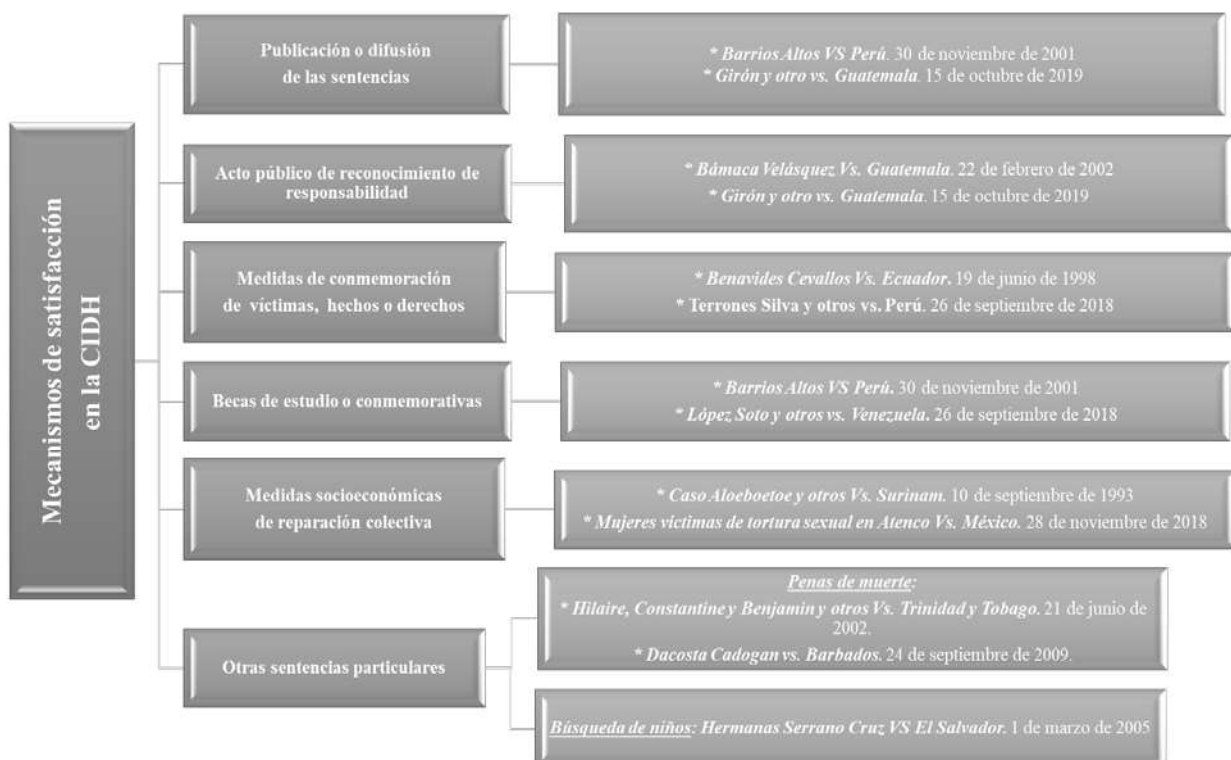 Mecanismos de satisfacción
en la CIDH
Publicación o difusión
de las sentencias
* Barrios Altos VS Perú. 30 de noviembre de 2001
* Girón y otro vs. Guatemala. 15 de octubre de 2019
Acto público de reconocimiento de
responsabilidad
* Bámaca Velásquez Vs. Guatemala. 22 de febrero de 2002
* Girón y otro vs. Guatemala. 15 de octubre de 2019
Medidas de conmemoración
de víctimas, hechos o derechos
* Benavides Cevallos Vs. Ecuador. 19 de junio de 1998
* Terrones Silva y otros vs. Perú. 26 de septiembre de 2018
Becas de estudio o conmemorativas
* Barrios Altos VS Perú. 30 de noviembre de 2001
* López Soto y otros vs. Venezuela. 26 de septiembre de 2018
Medidas socioeconómicas
de reparación colectiva
* Caso Aloeboetoe y otros Vs. Surinam. 10 de septiembre de 1993
* Mujeres víctimas de tortura sexual en Atenco Vs. México. 28 de noviembre de 2018
Otras sentencias particulares
Penas de muerte:
* Hilaire, Constantine y Benjamin y otros Vs. Trinidad y Tobago. 21 de junio de
2002.
* Dacosta Cadogan vs. Barbados. 24 de septiembre de 2009.
Búsqueda de niños: Hermanas Serrano Cruz VS El Salvador. 1 de marzo de 2005